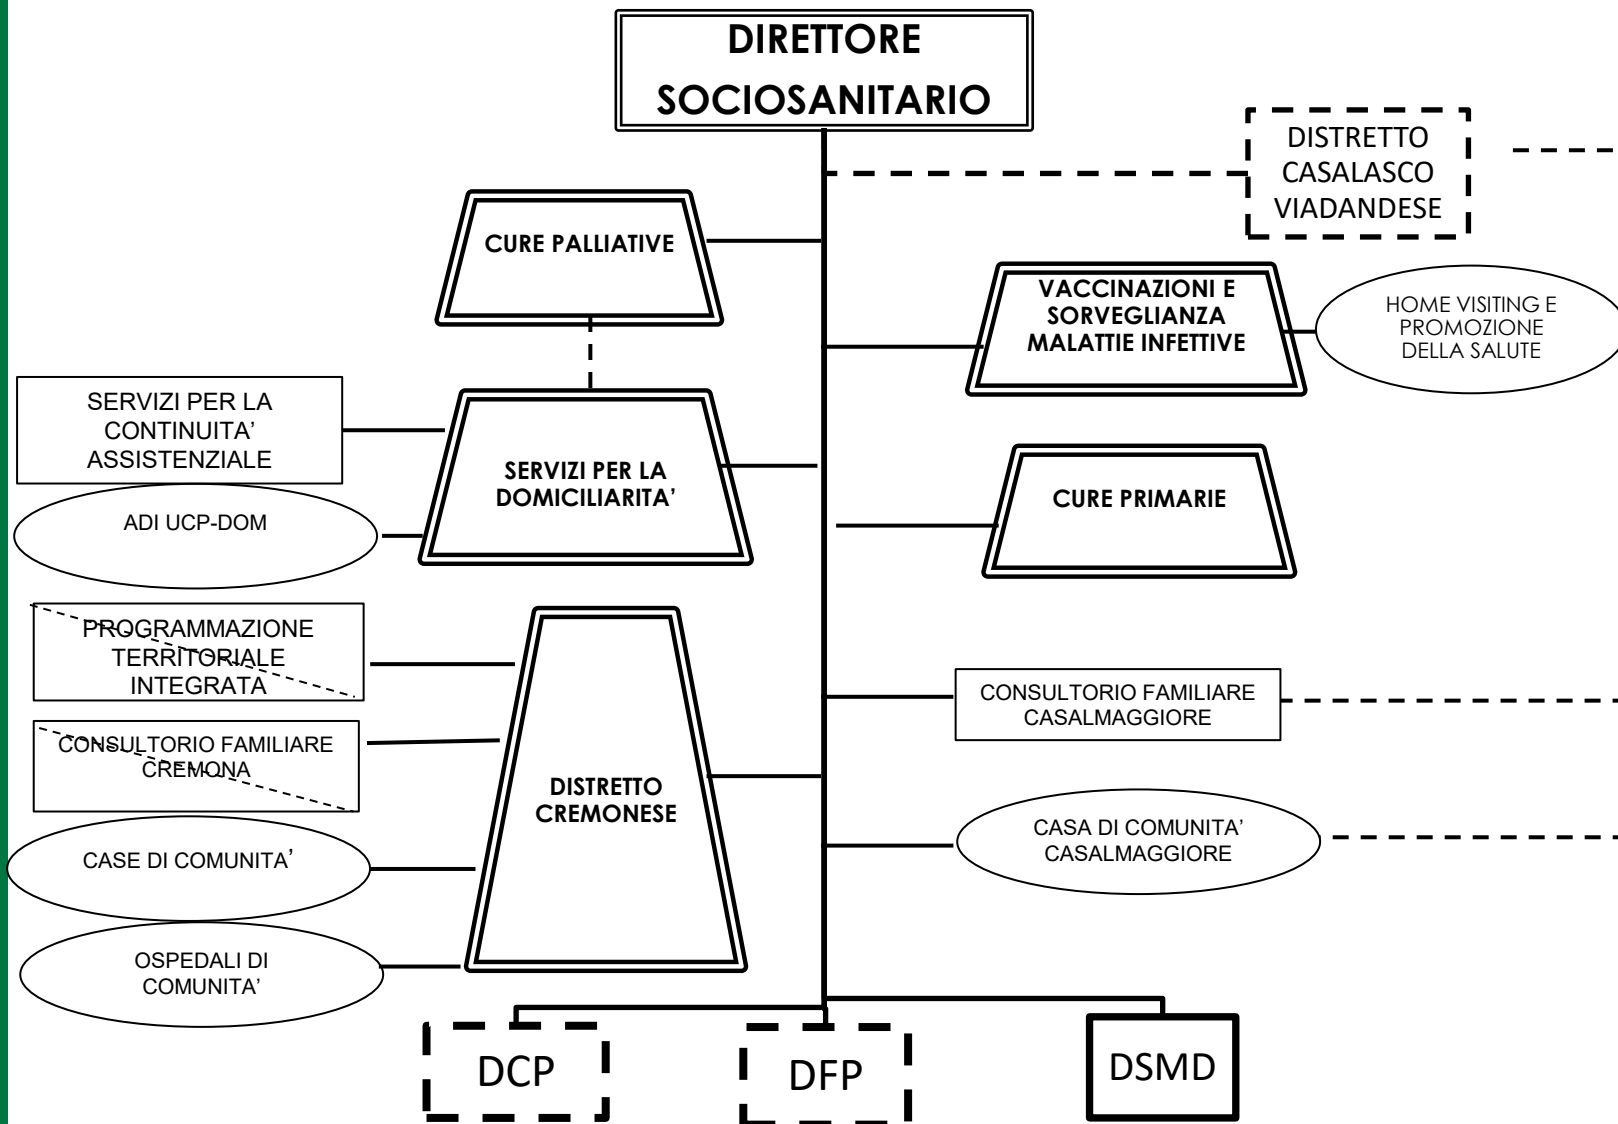 DIRETTORE
SOCIOSANITARIO
DISTRETTO
CASALASCO
VIADANDESE
CURE PALLIATIVE
VACCINAZIONI E
SORVEGLIANZA
MALATTIE INFETTIVE
HOME VISITING E
PROMOZIONE
DELLA SALUTE
SERVIZI PER LA
CONTINUITA’
ASSISTENZIALE
SERVIZI PER LA
DOMICILIARITA’
CURE PRIMARIE
ADI UCP-DOM
PROGRAMMAZIONE
TERRITORIALE
INTEGRATA
CONSULTORIO FAMILIARE
CREMONA
CONSULTORIO FAMILIARE
CASALMAGGIORE
DISTRETTO
CREMONESE
CASE DI COMUNITA’
CASA DI COMUNITA’
CASALMAGGIORE
OSPEDALI DI
COMUNITA’
DCP
DFP
DSMD